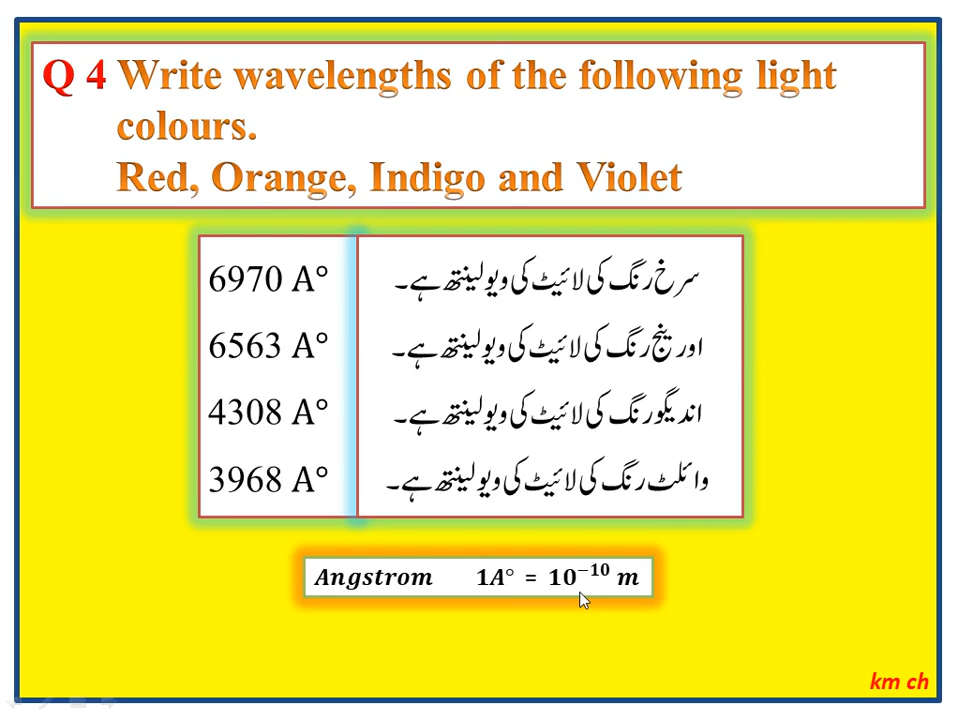 Q 4 Write wavelengths of the following light
colours.
Red, Orange, Indigo and Violet
6970 A° سرخ رنگ کی لائیٹ کی ویولینتھ ہے۔
6563 A° اورینج رنگ کی لائیٹ کی ویولینتھ ہے۔
4308 A° اندیگو رنگ کی لائیٹ کی ویولینتھ ہے۔
3968 A° وائلٹ رنگ کی لائیٹ کی ویولینتھ ہے۔
Angstrom 1A° = 10⁻¹⁰ m
km ch